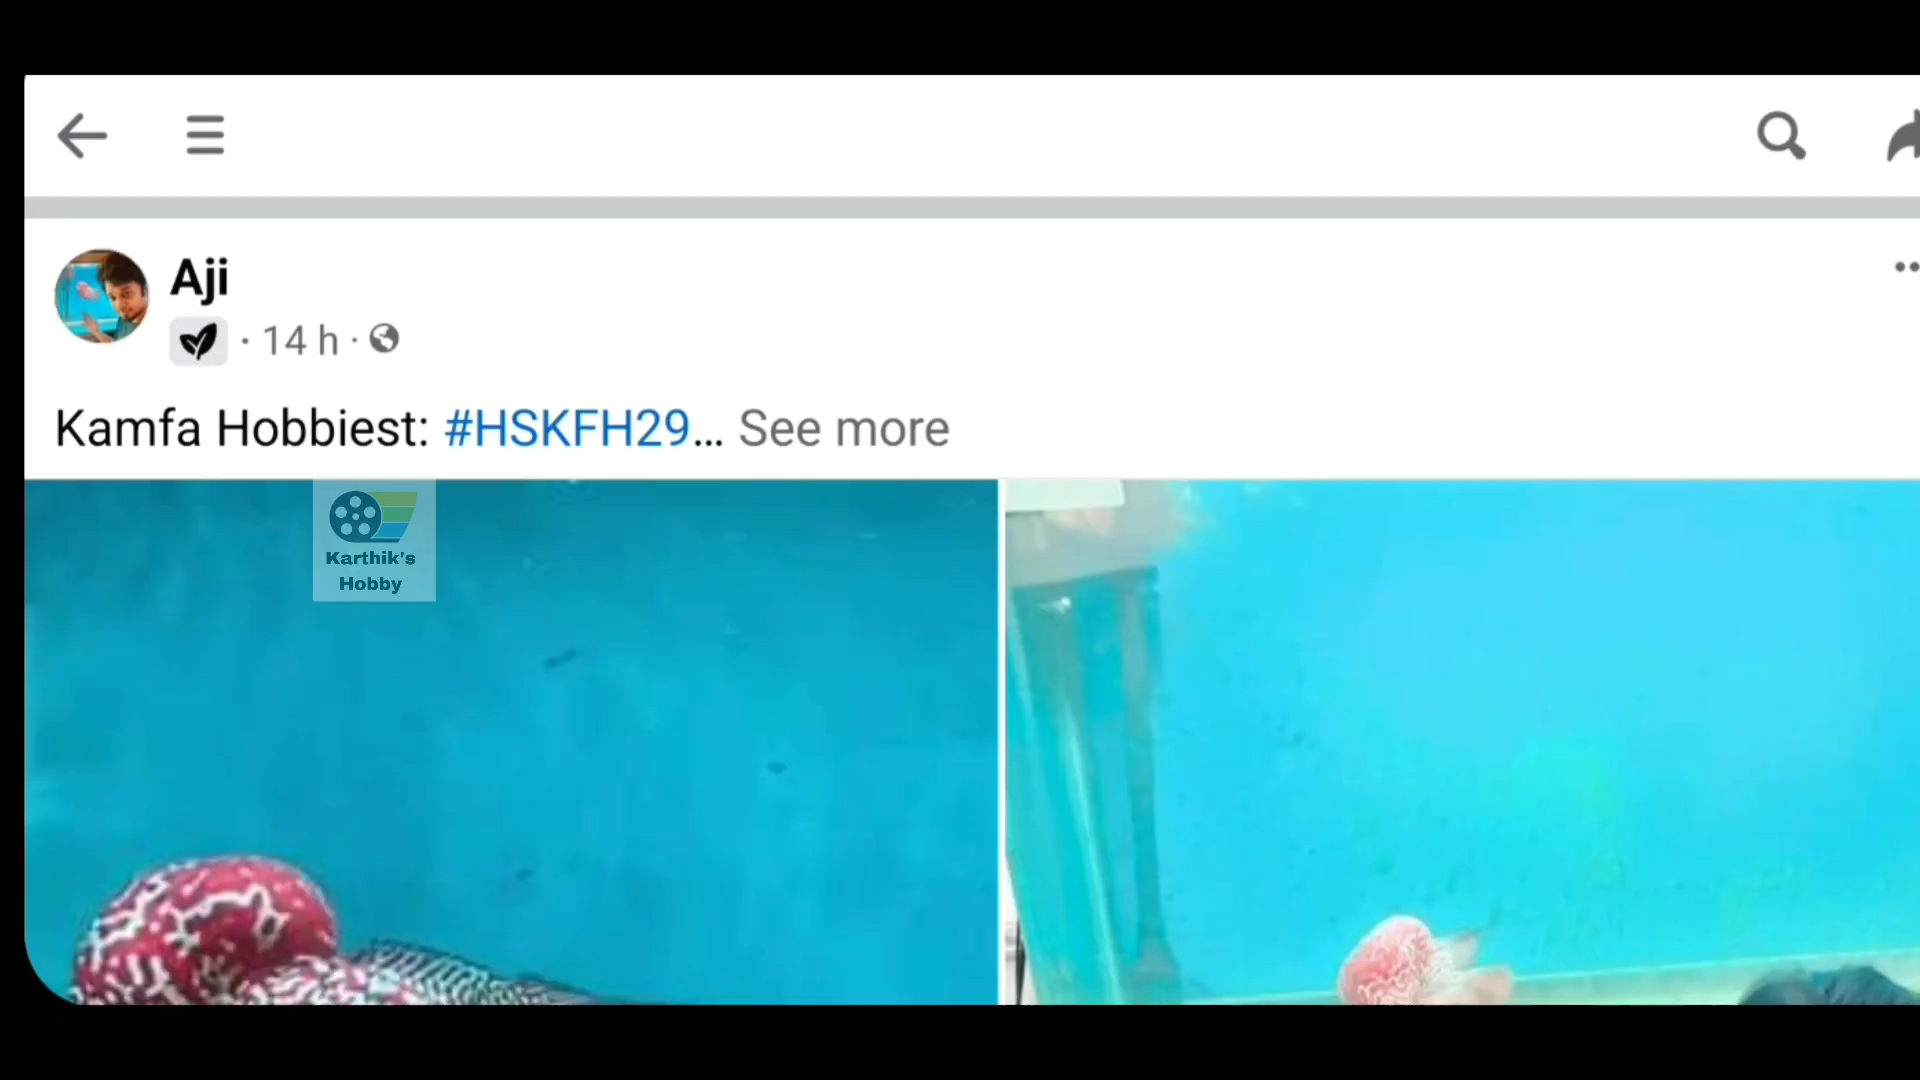 Aji
· 14 h ·
Kamfa Hobbiest: #HSKFH29... See more
Karthik's
Hobby